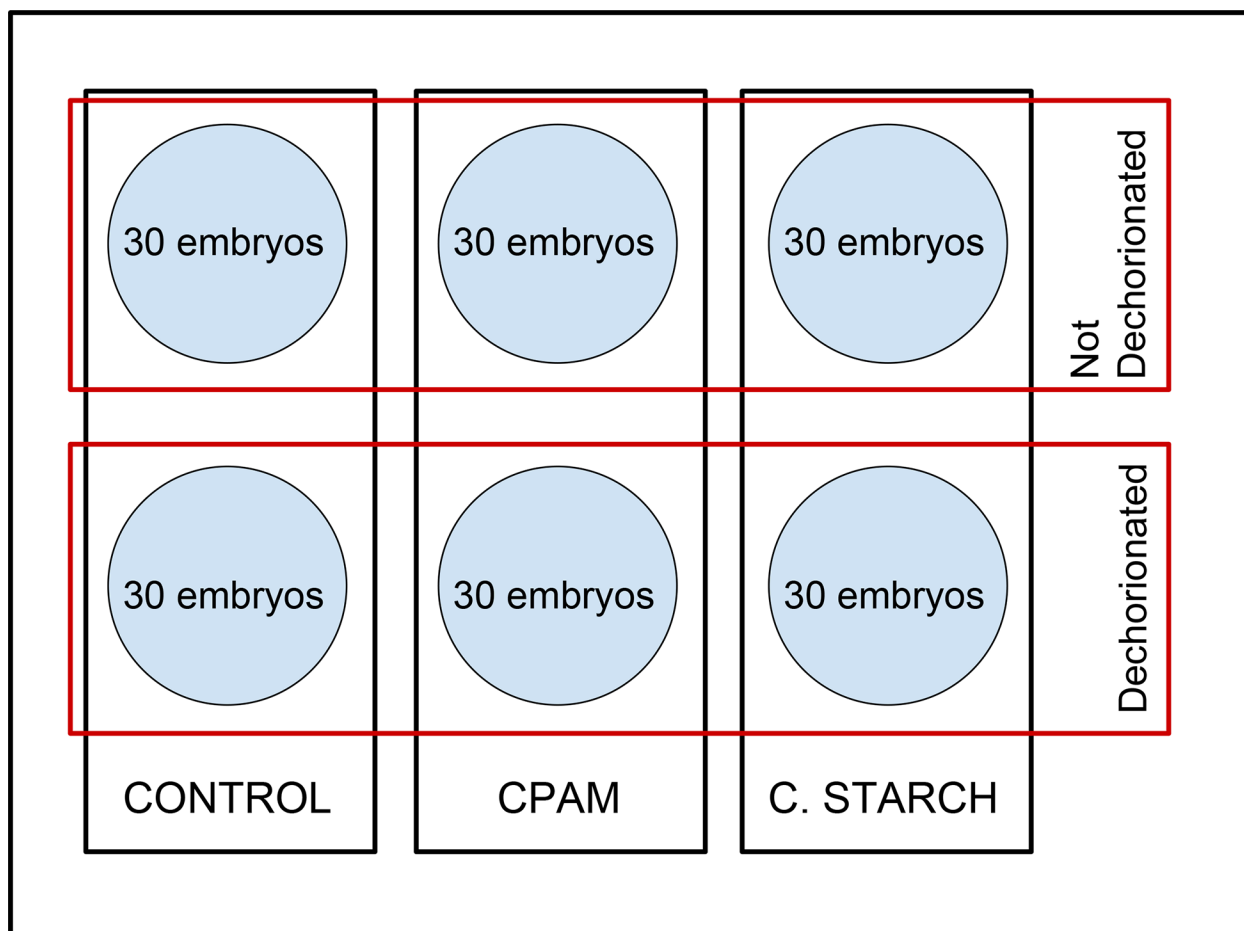 30 embryos
30 embryos
30 embryos
Not
Dechorionated
30 embryos
30 embryos
30 embryos
Dechorionated
CONTROL
CPAM
C. STARCH